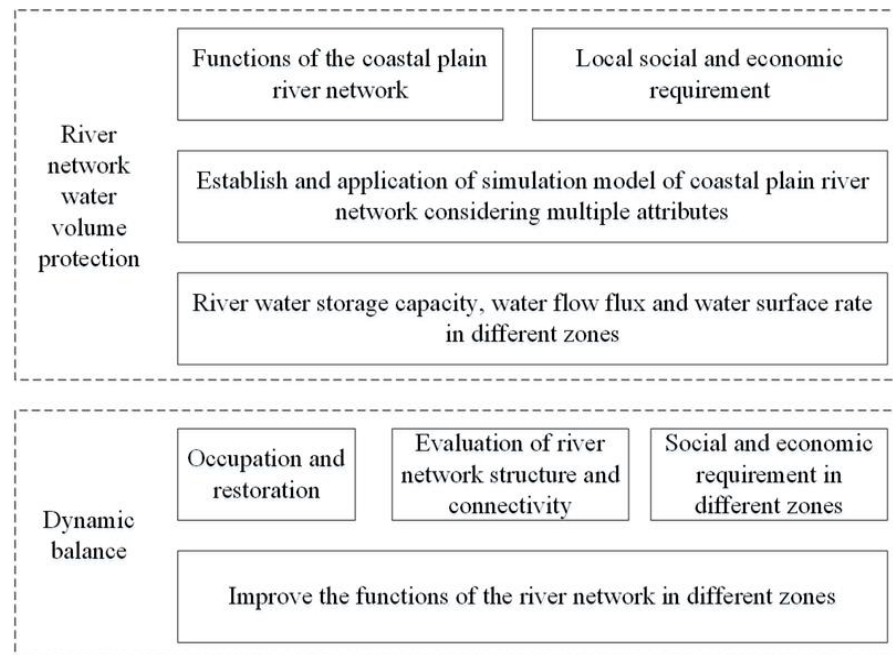 Functions of the coastal plain
river network
Local social and economic
requirement
River
network
water
volume
protection
Establish and application of simulation model of coastal plain river
network considering multiple attributes
River water storage capacity, water flow flux and water surface rate
in different zones
Dynamic
balance
Occupation and
restoration
Evaluation of river
network structure and
connectivity
Social and economic
requirement in
different zones
Improve the functions of the river network in different zones